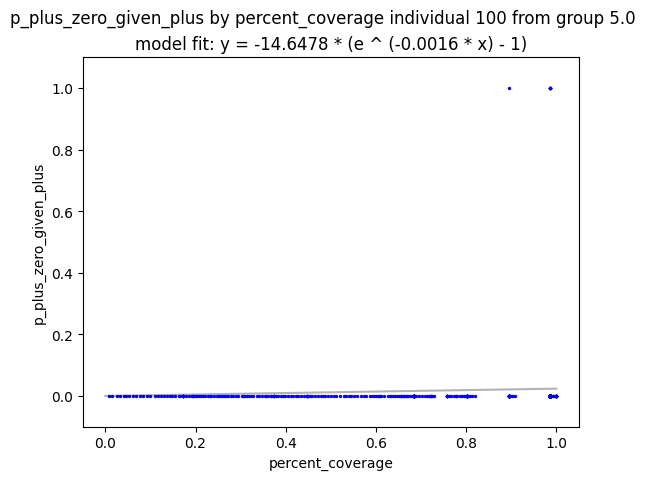 p_plus_zero_given_plus by percent_coverage individual 100 from group 5.0
model fit: y = -14.6478 * (e ^ (-0.0016 * x) - 1)
1.0
0.8
0.6
0.4
0.2
0.0
p_plus_zero_given_plus
0.0 0.2 0.4 0.6 0.8 1.0
percent_coverage